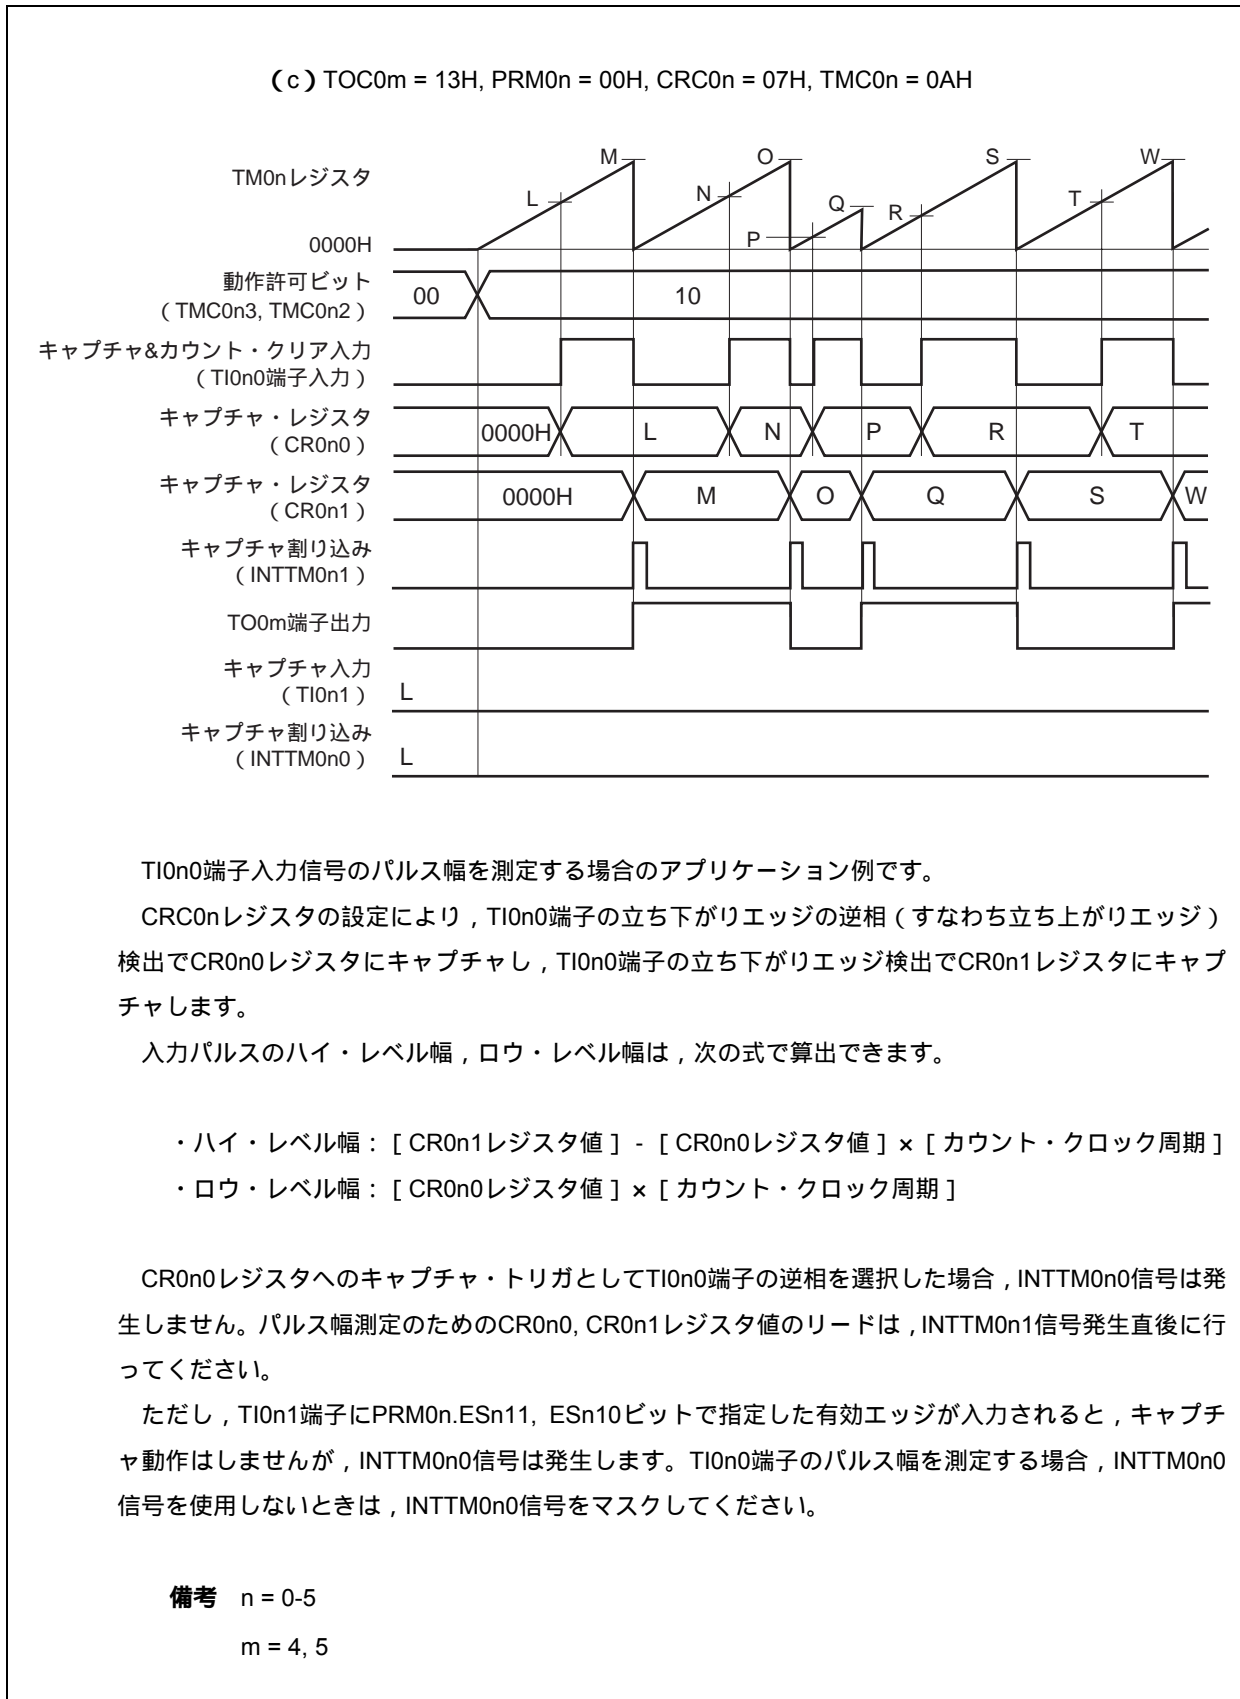 (c) TOC0m = 13H, PRM0n = 00H, CRC0n = 07H, TMC0n = 0AH
TM0nレジスタ
0000H
L
M
N
O
P
Q
R
S
T
W
動作許可ビット
（TMC0n3, TMC0n2）
00
10
キャプチャ&カウント・クリア入力
（TI0n0端子入力）
キャプチャ・レジスタ
（CR0n0）
0000H
L
N
P
R
T
キャプチャ・レジスタ
（CR0n1）
0000H
M
O
Q
S
W
キャプチャ割り込み
（INTTM0n1）
TO0m端子出力
キャプチャ入力
（TI0n1）
L
キャプチャ割り込み
（INTTM0n0）
L
TI0n0端子入力信号のパルス幅を測定する場合のアプリケーション例です。
CRC0nレジスタの設定により，TI0n0端子の立ち下がりエッジの逆相（すなわち立ち上がりエッジ）
検出でCR0n0レジスタにキャプチャし，TI0n0端子の立ち下がりエッジ検出でCR0n1レジスタにキャプ
チャします。
入力パルスのハイ・レベル幅，ロウ・レベル幅は，次の式で算出できます。
・ハイ・レベル幅：［CR0n1レジスタ値］-［CR0n0レジスタ値］×［カウント・クロック周期］
・ロウ・レベル幅：［CR0n0レジスタ値］×［カウント・クロック周期］
CR0n0レジスタへのキャプチャ・トリガとしてTI0n0端子の逆相を選択した場合，INTTM0n0信号は発
生しません。パルス幅測定のためのCR0n0, CR0n1レジスタ値のリードは，INTTM0n1信号発生直後に行
ってください。
ただし，TI0n1端子にPRM0n.ESn11, ESn10ビットで指定した有効エッジが入力されると，キャプチ
ャ動作はしませんが，INTTM0n0信号は発生します。TI0n0端子のパルス幅を測定する場合，INTTM0n0
信号を使用しないときは，INTTM0n0信号をマスクしてください。
備考 n = 0-5
m = 4, 5